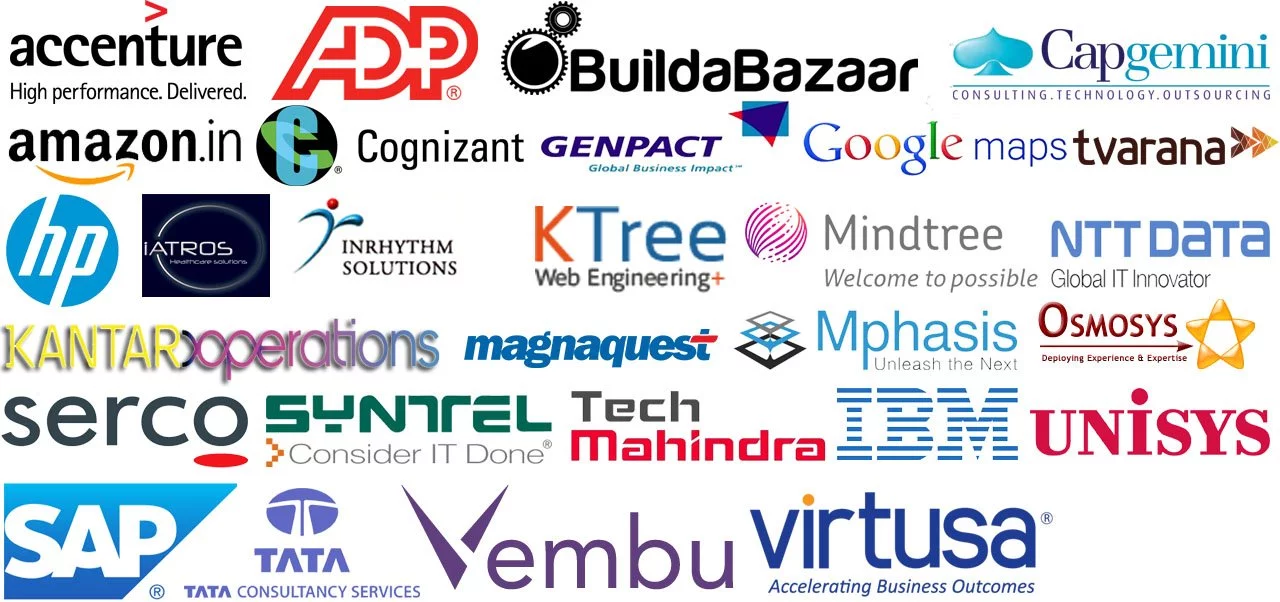 accenture
High performance. Delivered.
ADP®
BuildaBazaar
Capgemini
CONSULTING.TECHNOLOGY.OUTSOURCING
amazon.in
® Cognizant
GENPACT
Global Business Impact℠
Google maps
tvarana
hp
iATROS
Healthcare solutions
INRHYTHM
SOLUTIONS
KTree
Web Engineering+
Mindtree
Welcome to possible
NTT DATA
Global IT Innovator
KANTAR operations
magnaquest
Mphasis
Unleash the Next
OSMOSYS
Deploying Experience & Expertise
serco
SYNTEL
Consider IT Done®
Tech
Mahindra
IBM
UNISYS
SAP®
TATA
TATA CONSULTANCY SERVICES
Vembu
virtusa®
Accelerating Business Outcomes